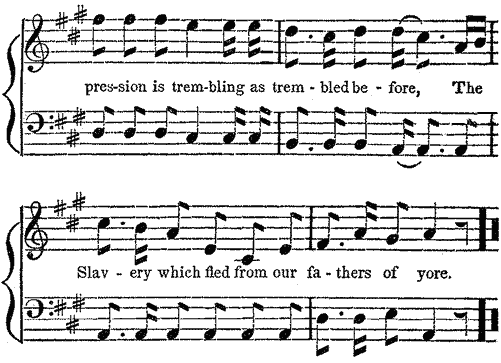 pres-sion is trem-bling as trem - bled be - fore, The
Slav - ery which fled from our fa - thers of yore.